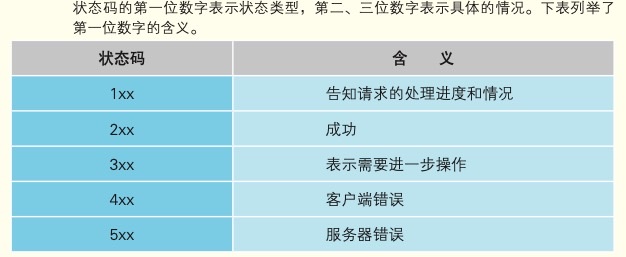 状态码的第一位数字表示状态类型，第二、三位数字表示具体的情况。下表列举了
第一位数字的含义。
状态码 含 义
1xx 告知请求的处理进度和情况
2xx 成功
3xx 表示需要进一步操作
4xx 客户端错误
5xx 服务器错误